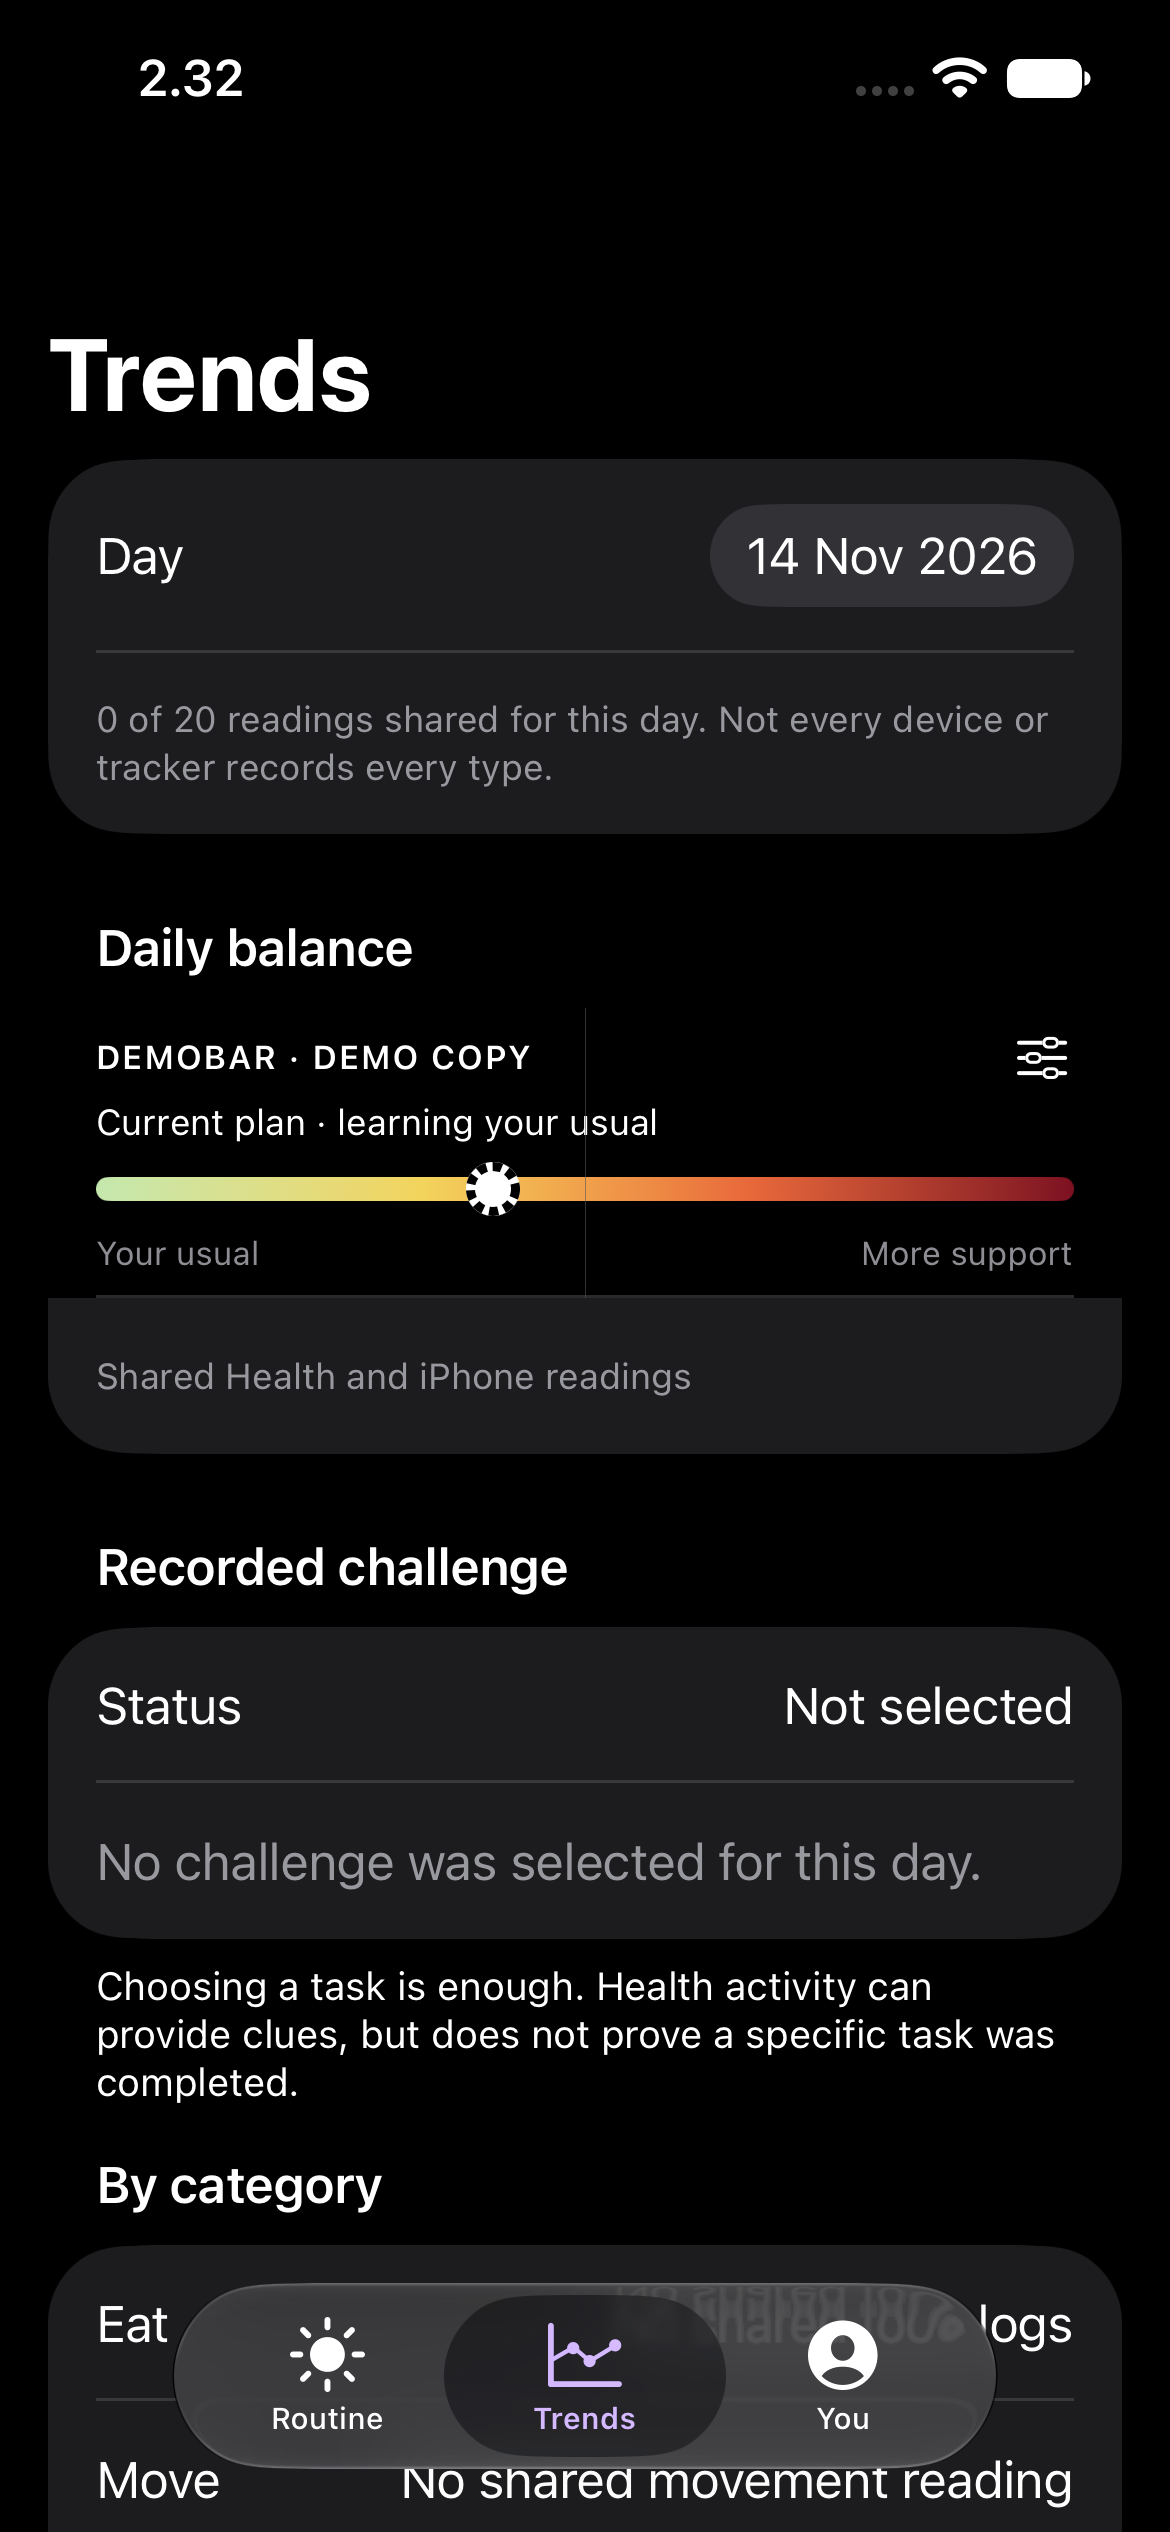 2.32
Trends
Day
14 Nov 2026
0 of 20 readings shared for this day. Not every device or
tracker records every type.
Daily balance
DEMOBAR · DEMO COPY
Current plan · learning your usual
Your usual
More support
Shared Health and iPhone readings
Recorded challenge
Status
Not selected
No challenge was selected for this day.
Choosing a task is enough. Health activity can
provide clues, but does not prove a specific task was
completed.
By category
Eat
logs
Routine
Trends
You
Move
No shared movement reading